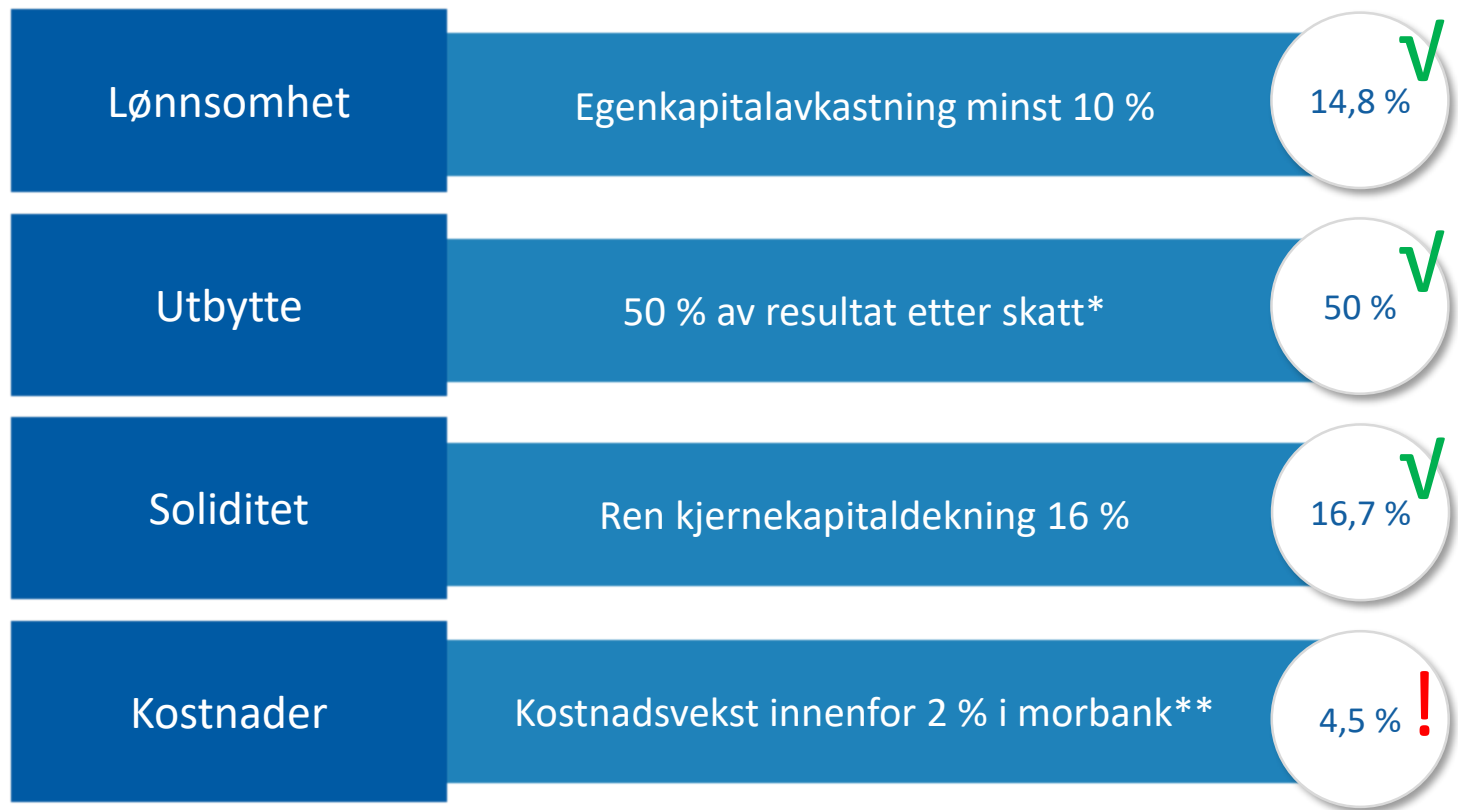 Lønnsomhet
Egenkapitalavkastning minst 10 %
14,8 %
√
Utbytte
50 % av resultat etter skatt*
50 %
√
Soliditet
Ren kjernekapitaldekning 16 %
16,7 %
√
Kostnader
Kostnadsvekst innenfor 2 % i morbank**
4,5 %
!